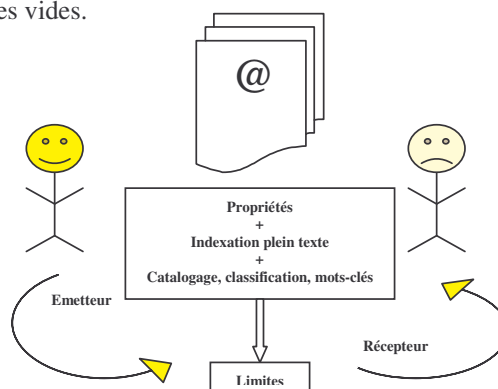 es vides.
@
Propriétés
+
Indexation plein texte
+
Catalogage, classification, mots-clés
Emetteur
Récepteur
Limites